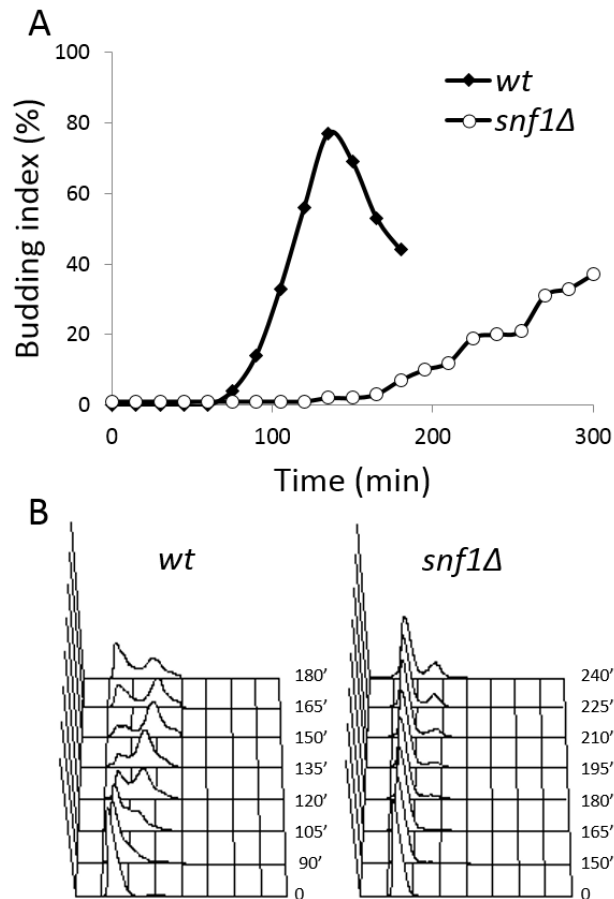 A
100
80
60
40
20
0
Budding index (%)
wt
snf1Δ
0 100 200 300
Time (min)
B
wt
180’
165’
150’
135’
120’
105’
90’
0
snf1Δ
240’
225’
210’
195’
180’
165’
150’
0